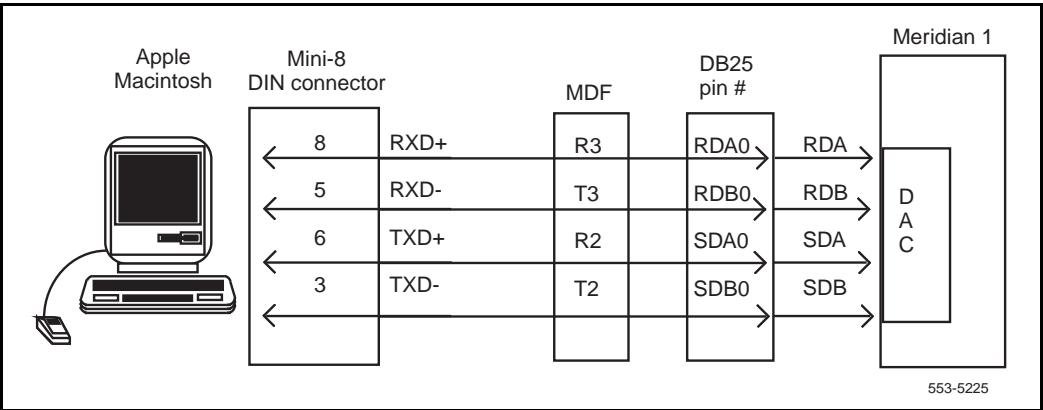 Meridian 1
Apple
Macintosh
Mini-8
DIN connector
MDF
DB25
pin #
8 RXD+ R3 RDA0 RDA
5 RXD- T3 RDB0 RDB
6 TXD+ R2 SDA0 SDA
3 TXD- T2 SDB0 SDB
D
A
C
553-5225